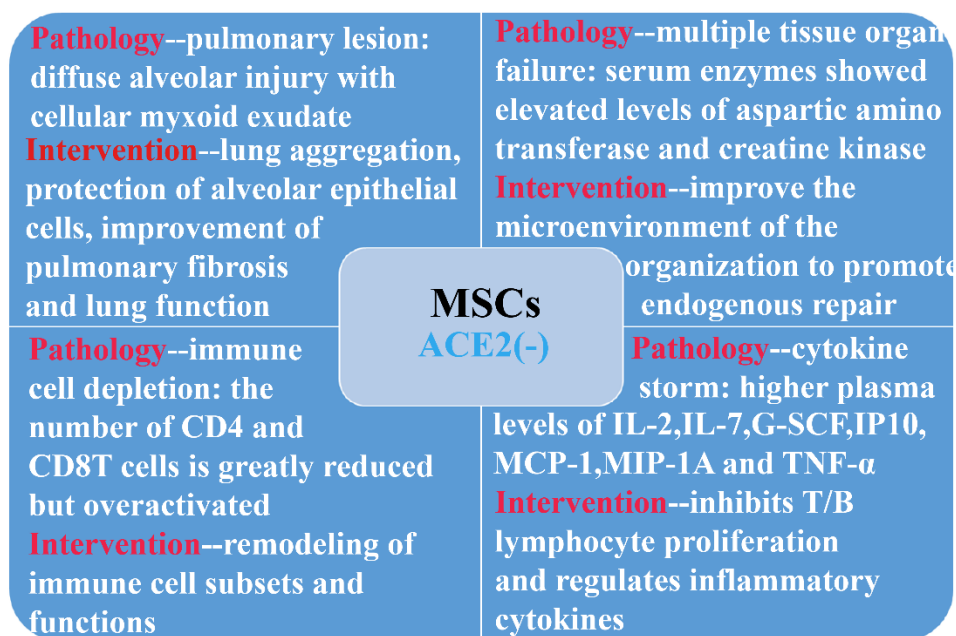 Pathology--pulmonary lesion:
diffuse alveolar injury with
cellular myxoid exudate
Intervention--lung aggregation,
protection of alveolar epithelial
cells, improvement of
pulmonary fibrosis
and lung function
Pathology--multiple tissue organ
failure: serum enzymes showed
elevated levels of aspartic amino
transferase and creatine kinase
Intervention--improve the
microenvironment of the
organization to promote
endogenous repair
MSCs
ACE2(-)
Pathology--immune
cell depletion: the
number of CD4 and
CD8T cells is greatly reduced
but overactivated
Intervention--remodeling of
immune cell subsets and
functions
Pathology--cytokine
storm: higher plasma
levels of IL-2,IL-7,G-SCF,IP10,
MCP-1,MIP-1A and TNF-α
Intervention--inhibits T/B
lymphocyte proliferation
and regulates inflammatory
cytokines